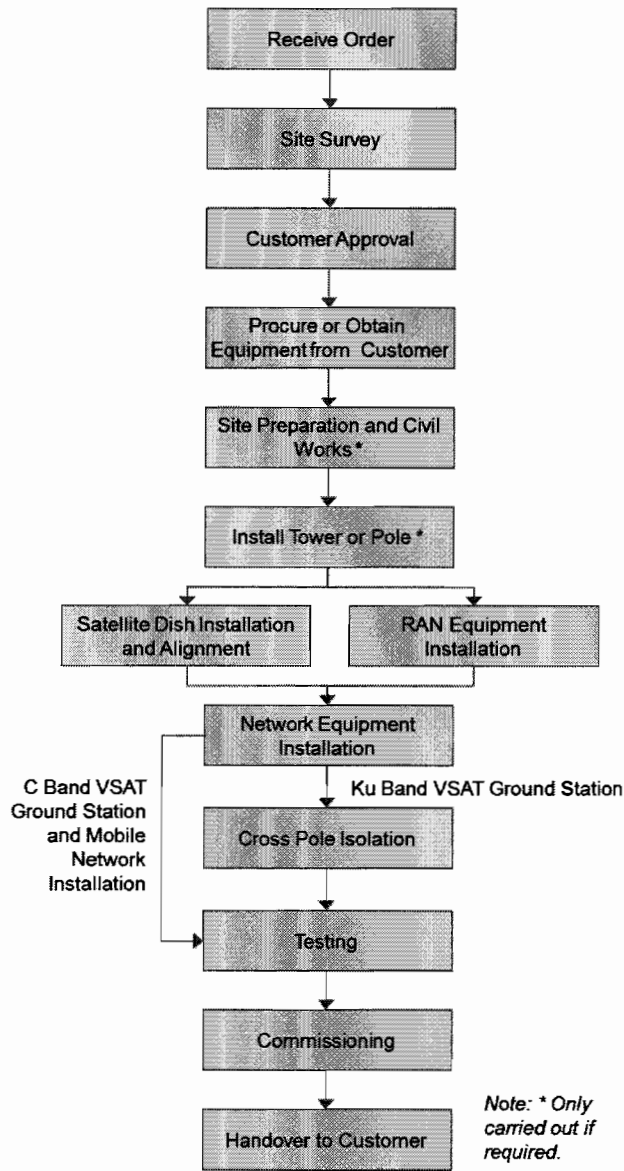 Receive Order
Site Survey
Customer Approval
Procure or Obtain
Equipment from Customer
Site Preparation and Civil
Works *
Install Tower or Pole *
Satellite Dish Installation
and Alignment
RAN Equipment
Installation
Network Equipment
Installation
C Band VSAT
Ground Station
and Mobile
Network
Installation
Ku Band VSAT Ground Station
Cross Pole Isolation
Testing
Commissioning
Handover to Customer
Note: * Only
carried out if
required.